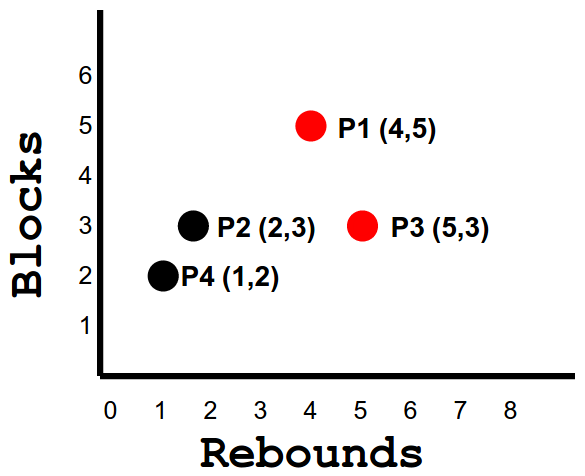 Blocks
6
5
4
3
2
1
P1 (4,5)
P2 (2,3)
P3 (5,3)
P4 (1,2)
0 1 2 3 4 5 6 7 8
Rebounds